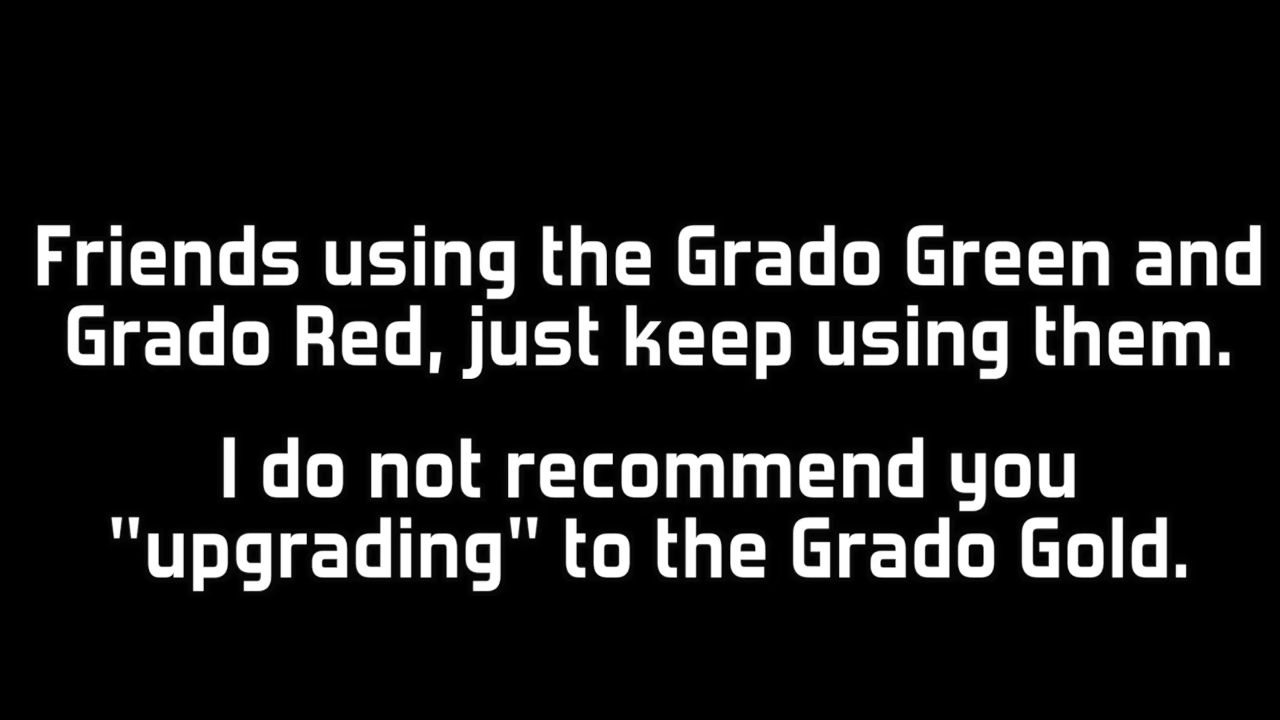 Friends using the Grado Green and
Grado Red, just keep using them.
I do not recommend you
"upgrading" to the Grado Gold.